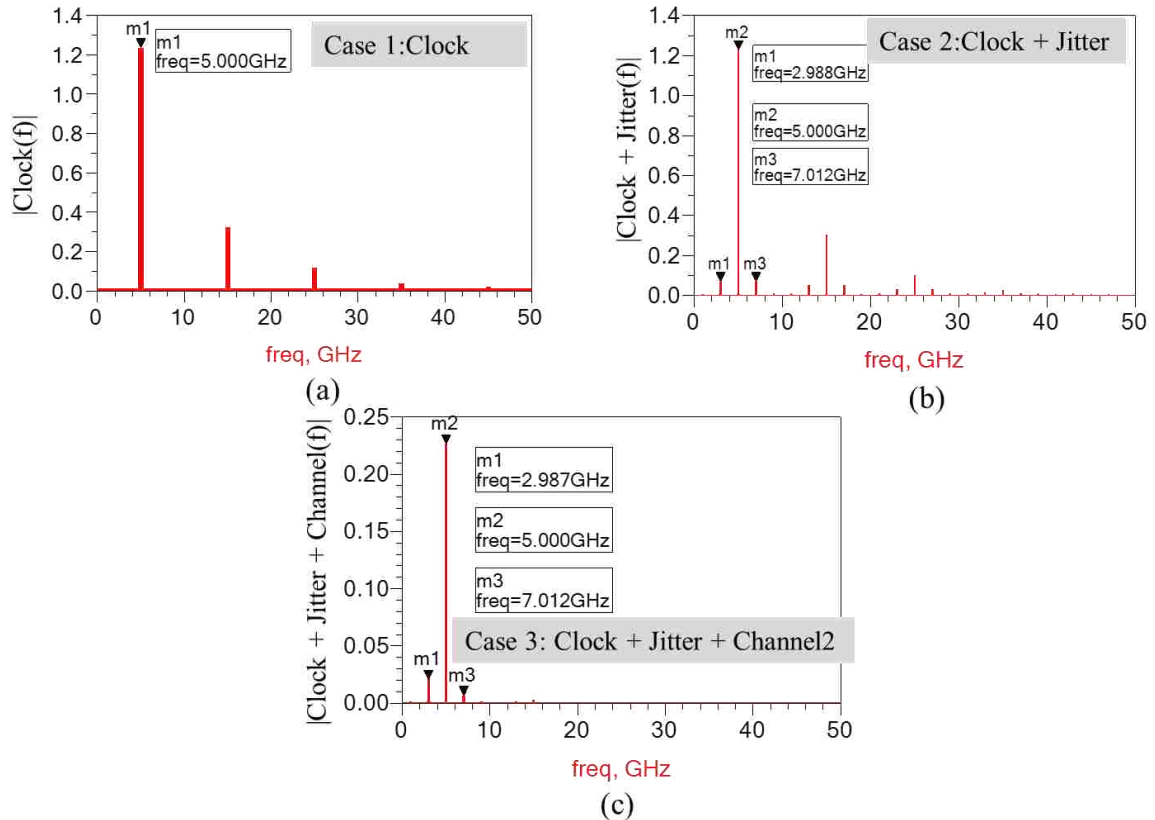 |Clock(f)|
1.4
1.2
1.0
0.8
0.6
0.4
0.2
0.0
m1
m1
freq=5.000GHz
Case 1:Clock
0 10 20 30 40 50
freq, GHz
(a)
|Clock + Jitter(f)|
1.4
1.2
1.0
0.8
0.6
0.4
0.2
0.0
m2
m1
freq=2.988GHz
m2
freq=5.000GHz
m3
freq=7.012GHz
Case 2:Clock + Jitter
m1 m3
0 10 20 30 40 50
freq, GHz
(b)
|Clock + Jitter + Channel(f)|
0.25
0.20
0.15
0.10
0.05
0.00
m2
m1
freq=2.987GHz
m2
freq=5.000GHz
m3
freq=7.012GHz
Case 3: Clock + Jitter + Channel2
m1
m3
0 10 20 30 40 50
freq, GHz
(c)